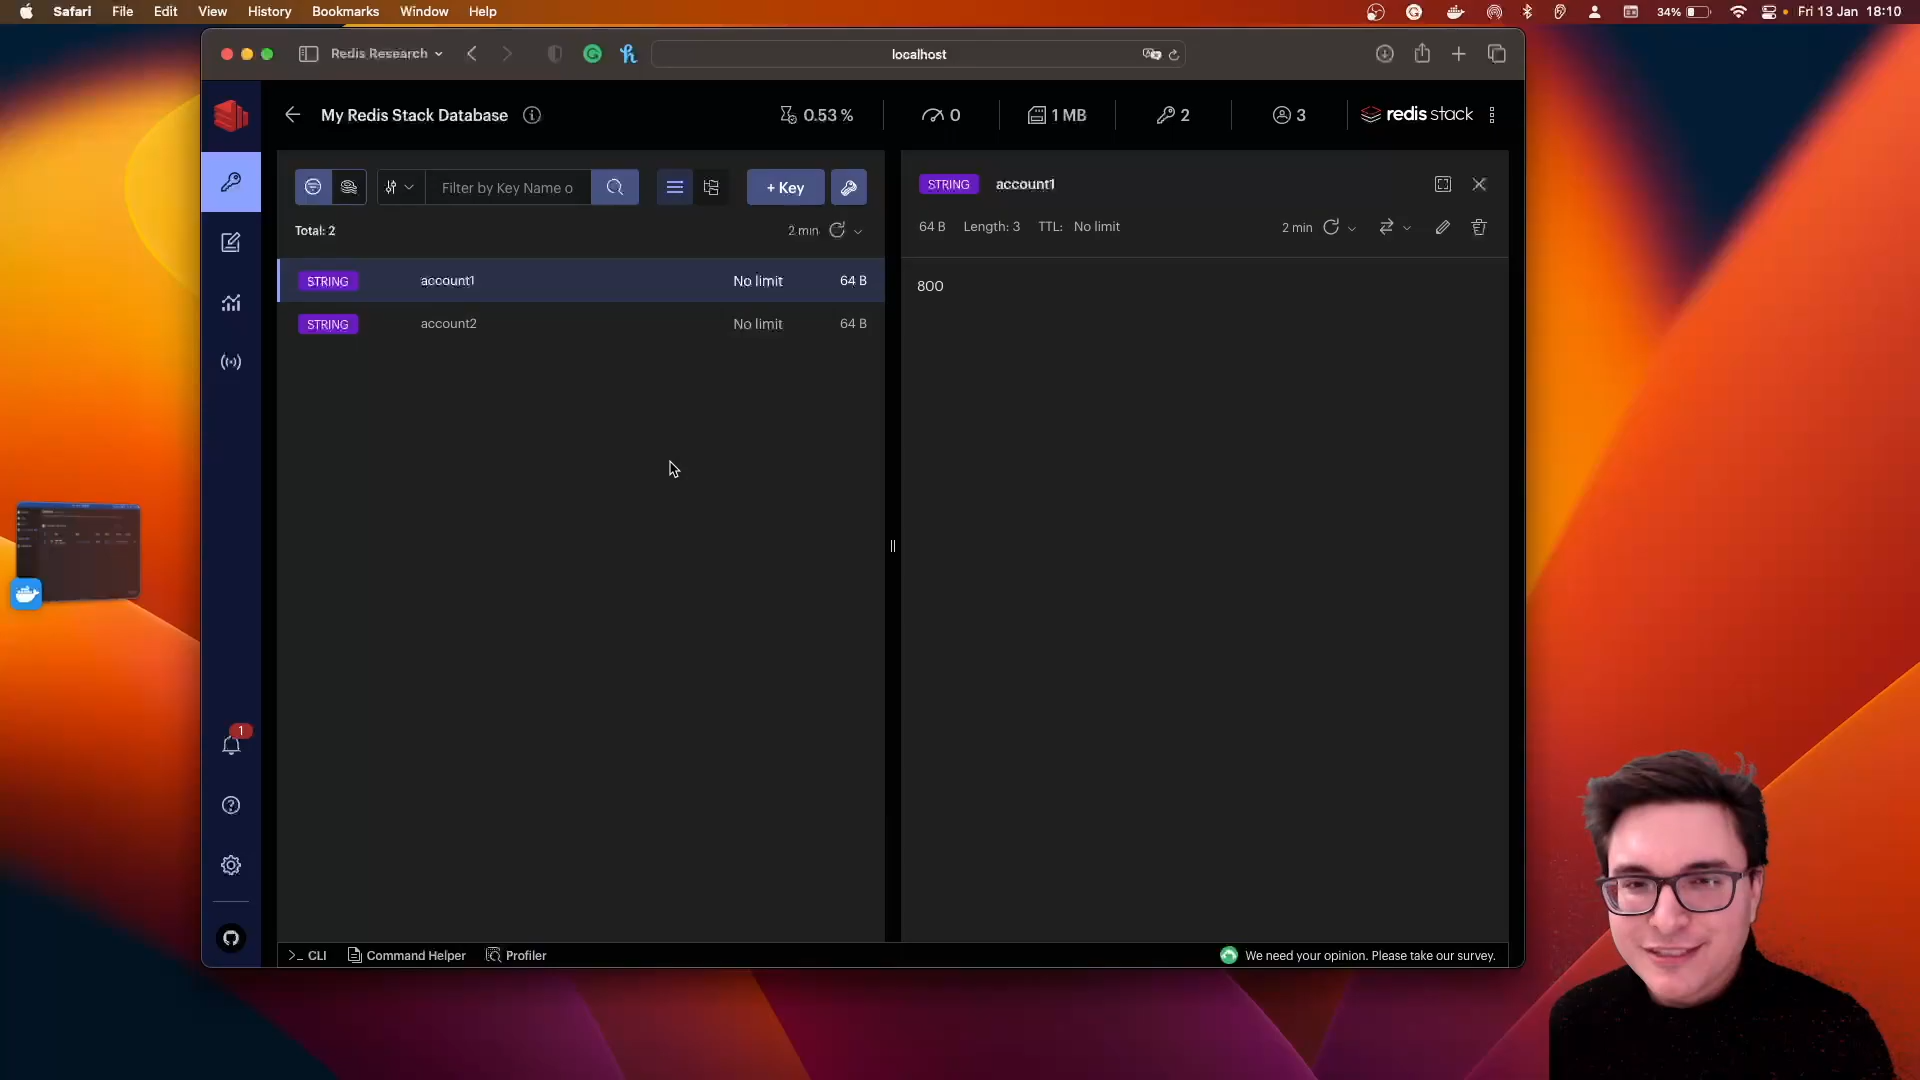 Safari File Edit View History Bookmarks Window Help 34% Fri 13 Jan 18:10
Redis Research localhost
My Redis Stack Database 0.53 % 0 1 MB 2 3 redis stack
Filter by Key Name o + Key
Total: 2 2 min
STRING account1 No limit 64 B
STRING account2 No limit 64 B
STRING account1
64 B Length: 3 TTL: No limit 2 min
800
1
>_ CLI Command Helper Profiler We need your opinion. Please take our survey.